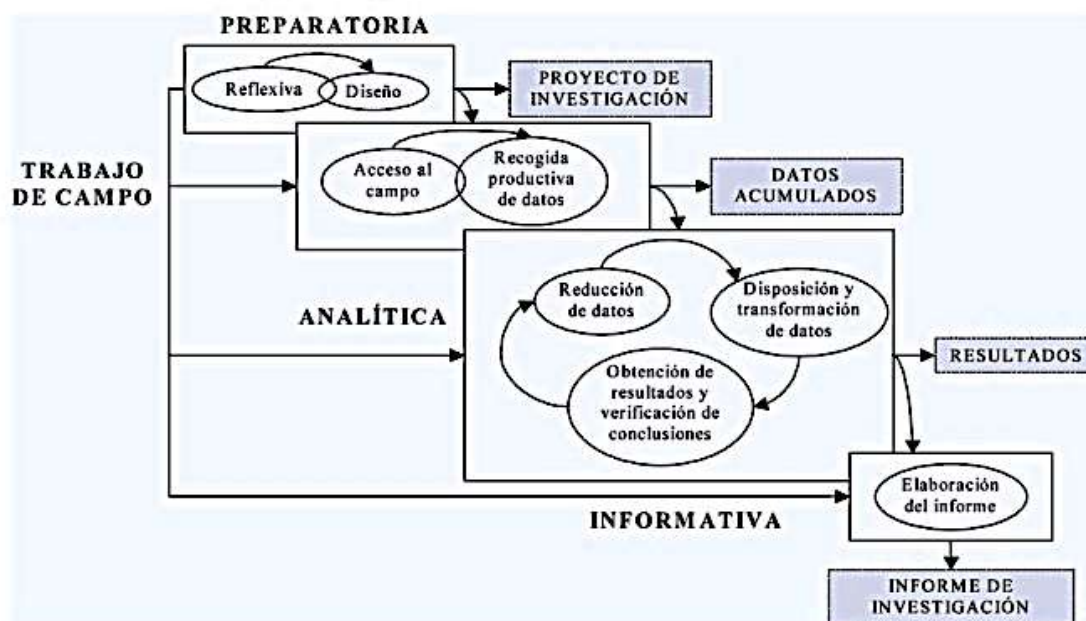 PREPARATORIA
Reflexiva
Diseño
PROYECTO DE
INVESTIGACIÓN
TRABAJO
DE CAMPO
Acceso al
campo
Recogida
productiva
de datos
DATOS
ACUMULADOS
ANALÍTICA
Reducción
de datos
Disposición y
transformación
de datos
Obtención de
resultados y
verificación de
conclusiones
RESULTADOS
INFORMATIVA
Elaboración
del informe
INFORME DE
INVESTIGACIÓN